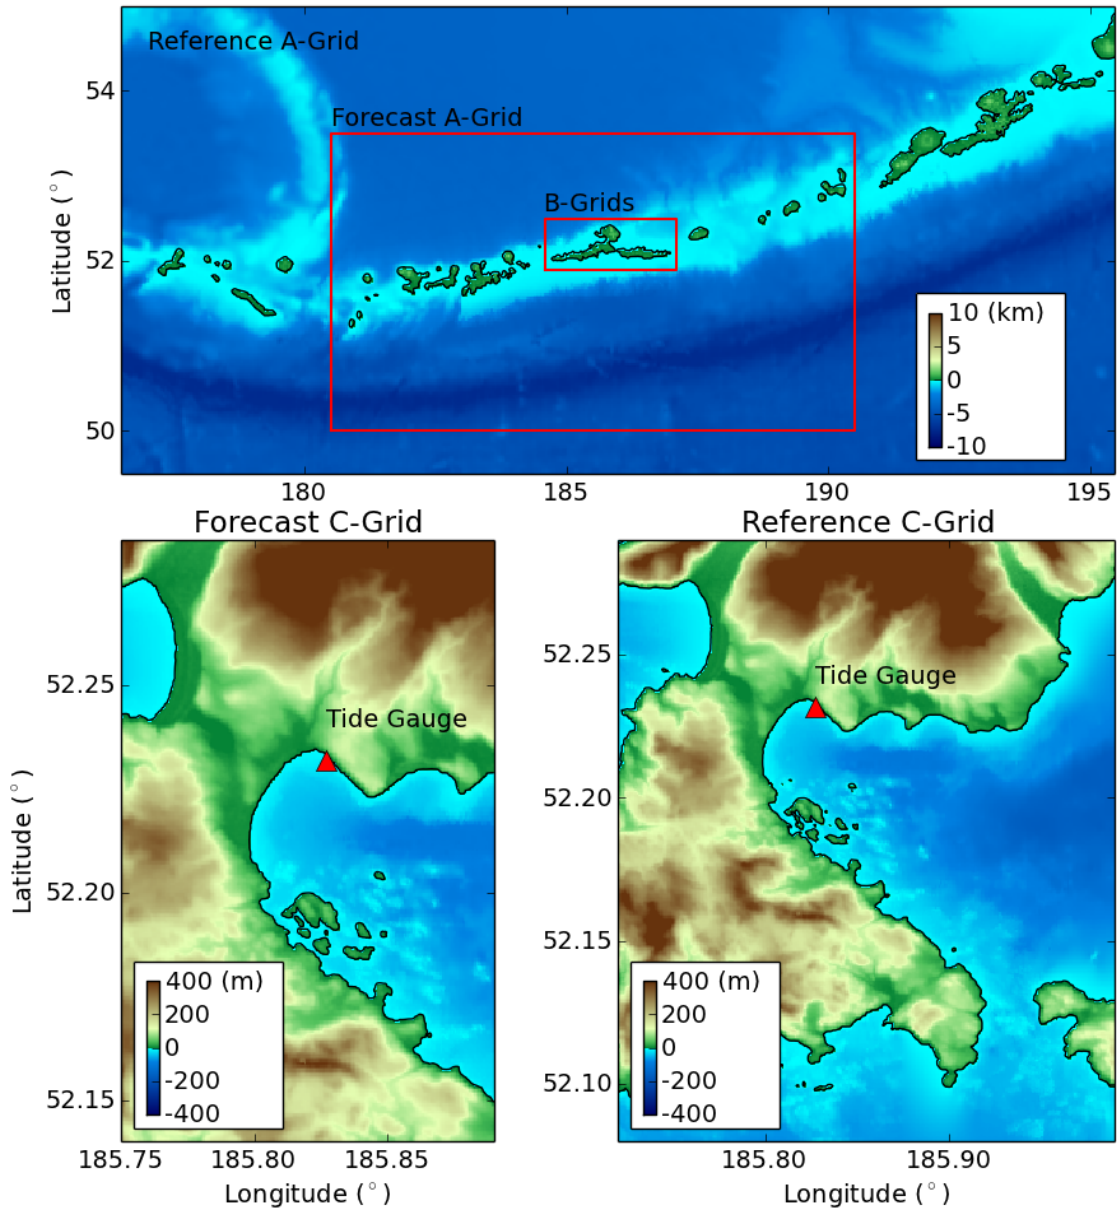 Reference A-Grid
Forecast A-Grid
B-Grids
54
52
50
Latitude (°)
10 (km)
5
0
-5
-10
180
185
190
195
Forecast C-Grid
Reference C-Grid
52.25
52.20
52.15
Latitude (°)
Tide Gauge
400 (m)
200
0
-200
-400
185.75
185.80
185.85
Longitude (°)
52.25
52.20
52.15
52.10
Tide Gauge
400 (m)
200
0
-200
-400
185.80
185.90
Longitude (°)